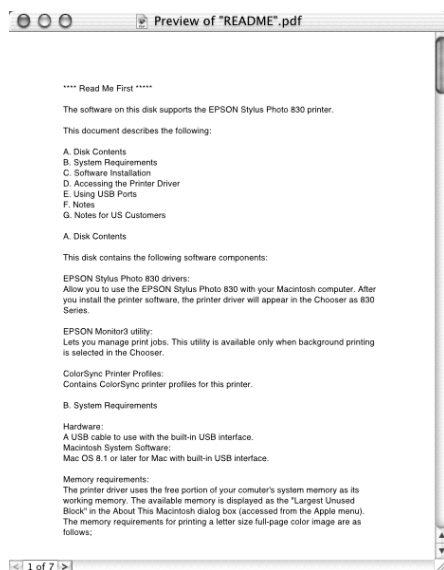 Preview of "README".pdf
**** Read Me First *****
The software on this disk supports the EPSON Stylus Photo 830 printer.
This document describes the following:
A. Disk Contents
B. System Requirements
C. Software Installation
D. Accessing the Printer Driver
E. Using USB Ports
F. Notes
G. Notes for US Customers
A. Disk Contents
This disk contains the following software components:
EPSON Stylus Photo 830 drivers:
Allow you to use the EPSON Stylus Photo 830 with your Macintosh computer. After
you install the printer software, the printer driver will appear in the Chooser as 830
Series.
EPSON Monitor3 utility:
Lets you manage print jobs. This utility is available only when background printing
is selected in the Chooser.
ColorSync Printer Profiles:
Contains ColorSync printer profiles for this printer.
B. System Requirements
Hardware:
A USB cable to use with the built-in USB interface.
Macintosh System Software:
Mac OS 8.1 or later for Mac with built-in USB interface.
Memory requirements:
The printer driver uses the free portion of your comuter's system memory as its
working memory. The available memory is displayed as the "Largest Unused
Block" in the About This Macintosh dialog box (accessed from the Apple menu).
The memory requirements for printing a letter size full-page color image are as
follows;
1 of 7